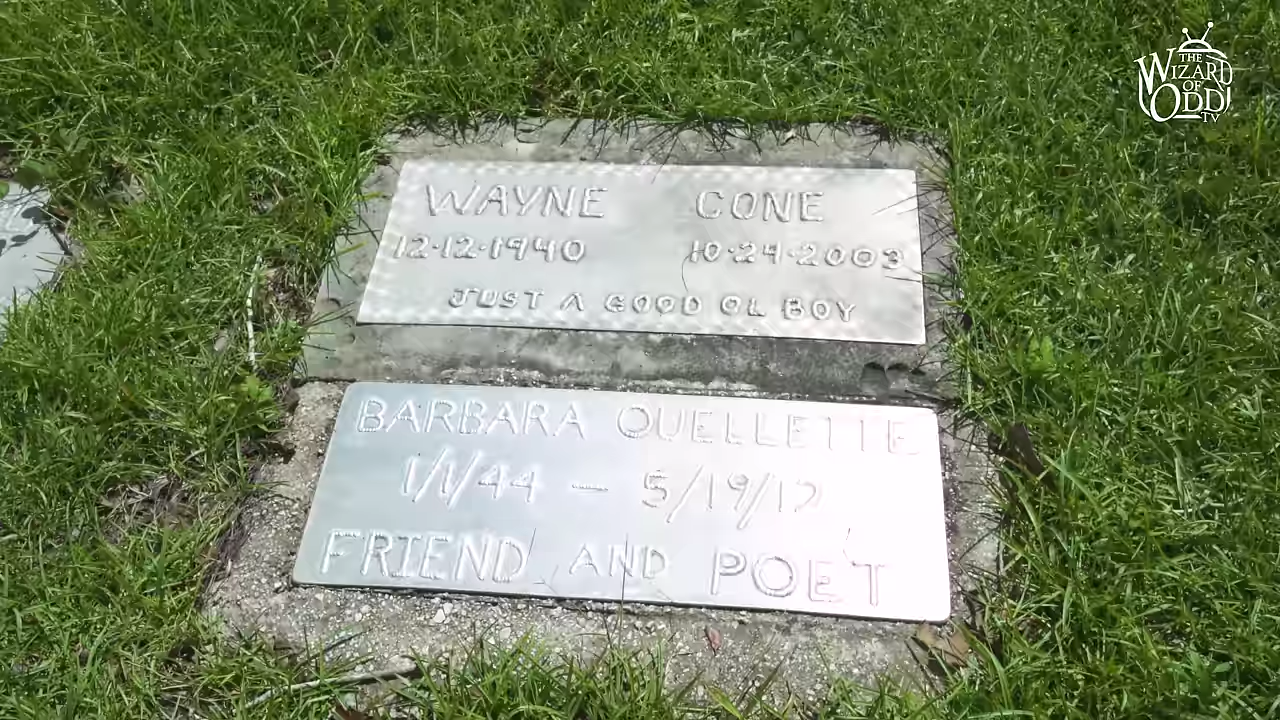 THE
WIZARD
OF
ODD
TV
WAYNE CONE
12·12·1940 10·24·2003
JUST A GOOD OL BOY
BARBARA OUELLETTE
1/1/44 — 5/19/12
FRIEND AND POET